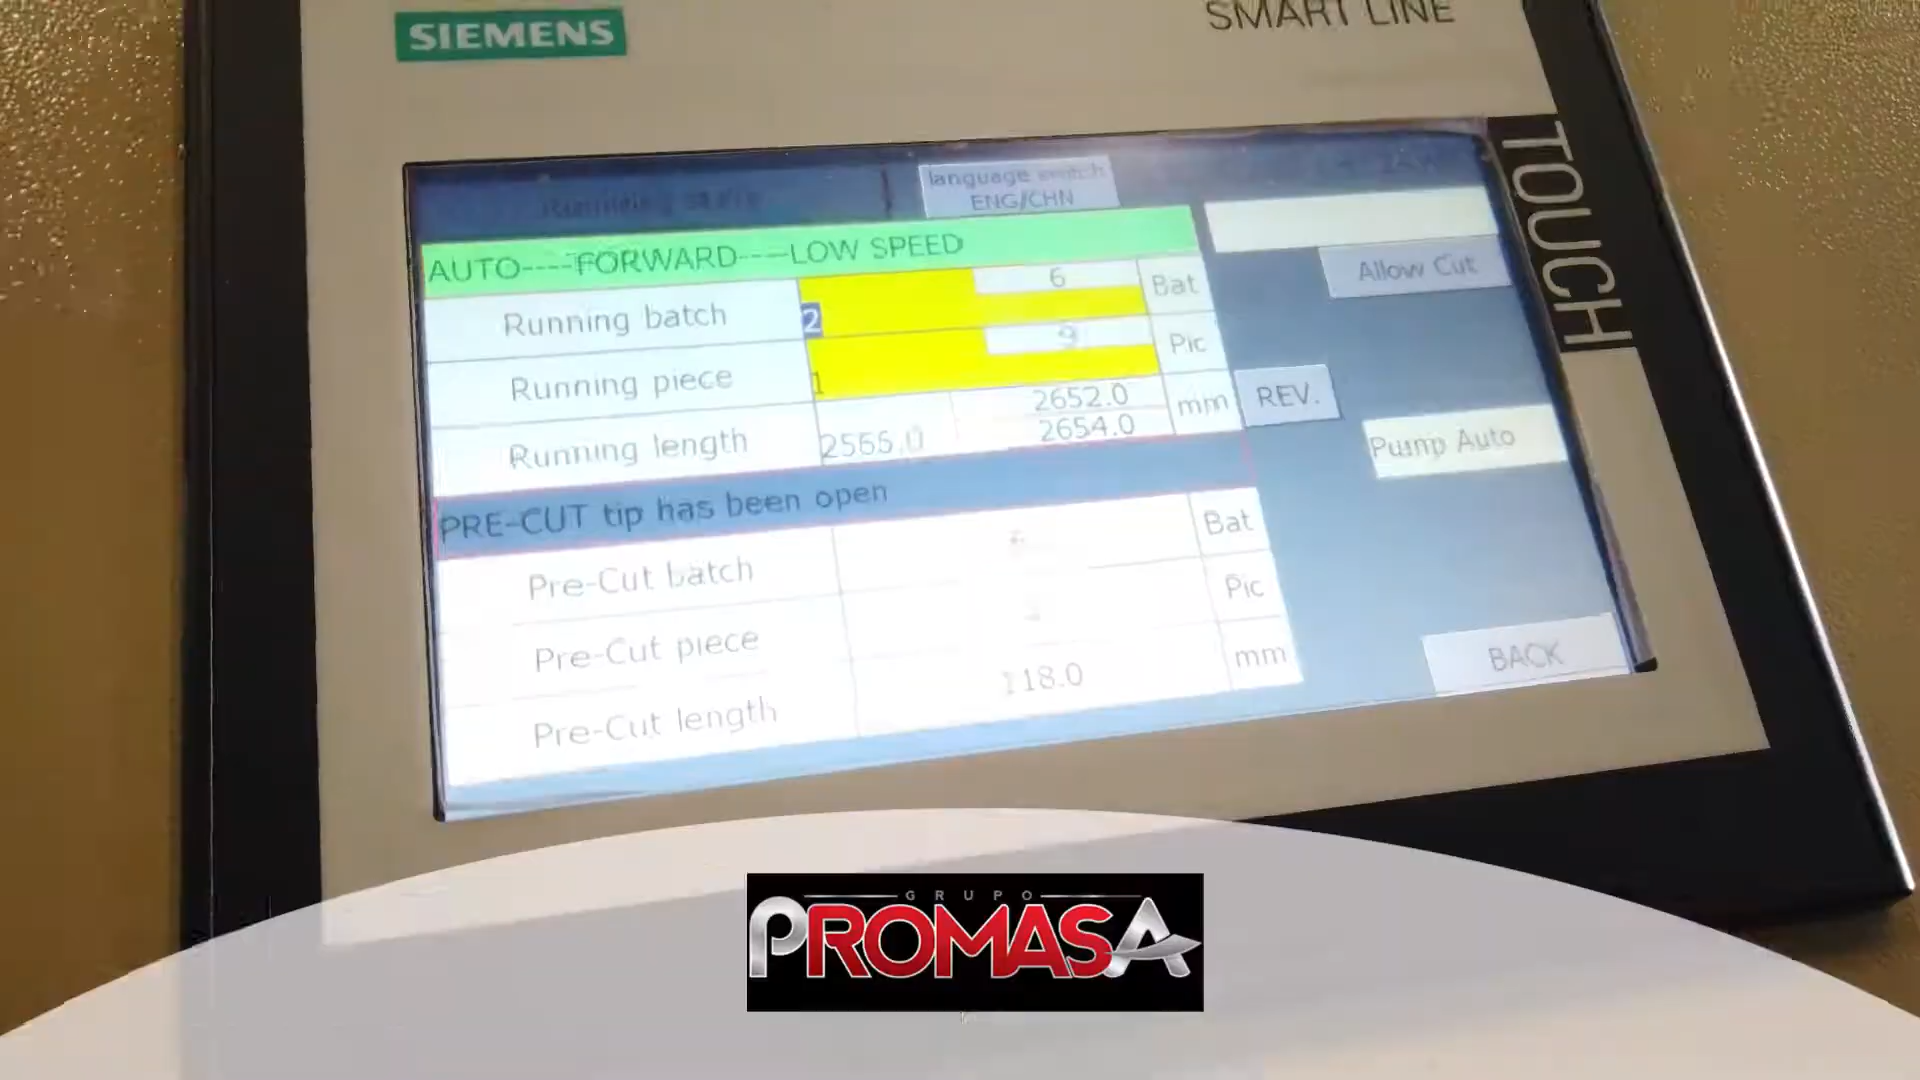 SIEMENS
SMART LINE
TOUCH
language switch
ENG/CHN
AUTO----FORWARD----LOW SPEED
Allow Cut
Running batch 2 6 Bat
Running piece 1 9 Pic
Running length 2565.0 2652.0 mm
2654.0
REV.
Pump Auto
PRE-CUT tip has been open
Pre-Cut batch Bat
Pre-Cut piece Pic
Pre-Cut length 118.0 mm
BACK
GRUPO
PROMASA